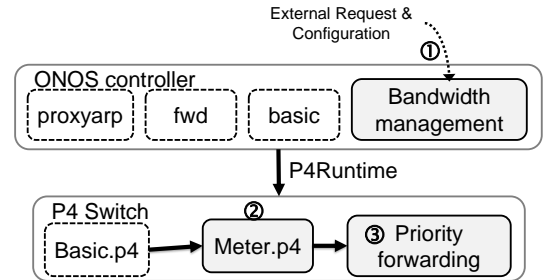 External Request &
Configuration
①
ONOS controller
proxyarp
fwd
basic
Bandwidth
management
P4Runtime
P4 Switch
②
Basic.p4
Meter.p4
③ Priority
forwarding